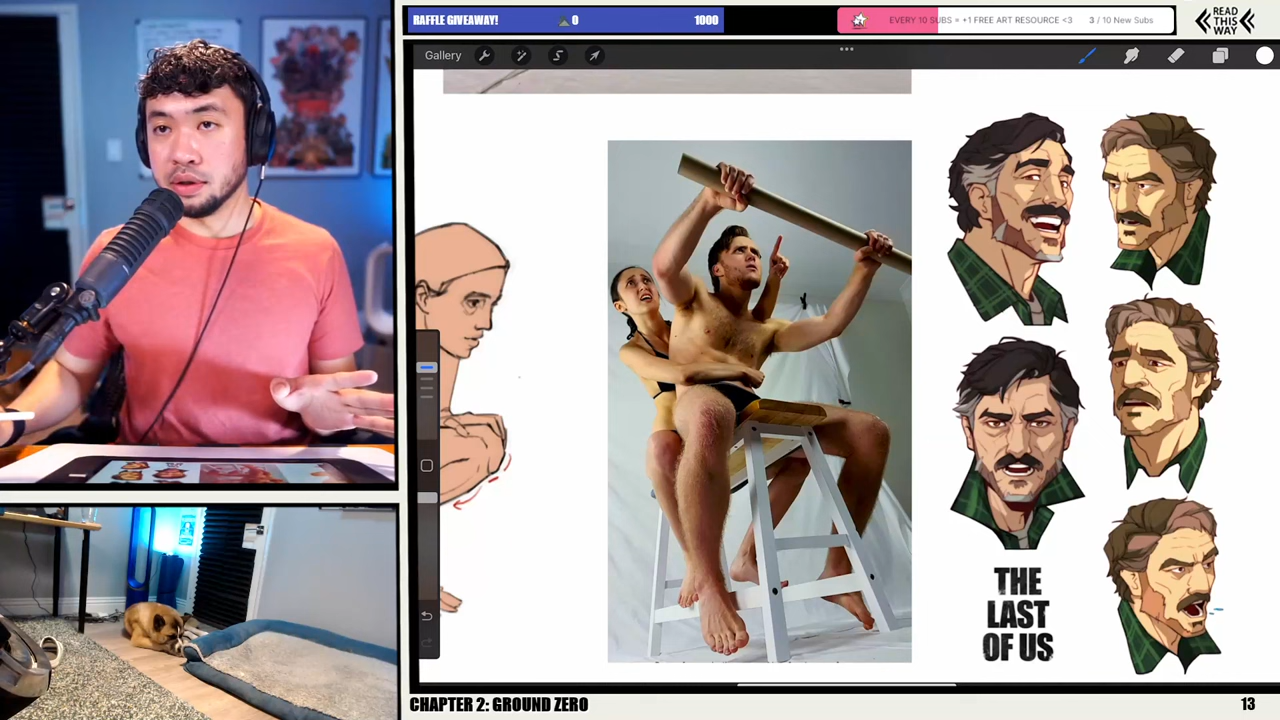 RAFFLE GIVEAWAY! 0 1000
EVERY 10 SUBS = +1 FREE ART RESOURCE <3 3 / 10 New Subs
READ
THIS
WAY
Gallery
THE
LAST
OF US
CHAPTER 2: GROUND ZERO
13